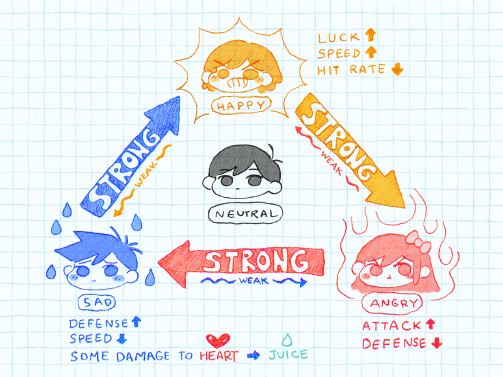 LUCK ↑
SPEED ↑
HIT RATE ↓
HAPPY
STRONG
WEAK
STRONG
WEAK
NEUTRAL
STRONG
WEAK
SAD
DEFENSE ↑
SPEED ↓
SOME DAMAGE TO HEART → JUICE
ANGRY
ATTACK ↑
DEFENSE ↓